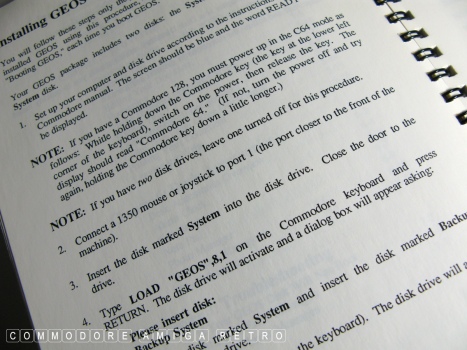 nstalling GEOS
You will follow these steps only the
installed GEOS using this procedure,
"Booting GEOS," each time you boot GEOS.
Your GEOS package includes two disks: the Sys
System disk.
1. Set up your computer and disk drive according to the instructio
Commodore manual. The screen should be blue and the word READ
be displayed.
NOTE: If you have a Commodore 128, you must power up in the C64 mode as
follows: While holding down the Commodore key (the key at the lower left
corner of the keyboard), switch on the power, then release the key. The
display should read "Commodore 64." (If not, turn the power off and try
again, holding the Commodore key down a little longer.)
NOTE: If you have two disk drives, leave one turned off for this procedure.
2. Connect a 1350 mouse or joystick to port 1 (the port closer to the front of the
machine).
3. Insert the disk marked System into the disk drive. Close the door to the
drive.
4. Type LOAD "GEOS",8,1 on the Commodore keyboard and press
RETURN. The disk drive will activate and a dialog box will appear asking:
Please insert disk:
Backup System
disk marked System and insert the disk marked Backu
drive.
the keyboard). The disk drive will a
COMMODORE AMIGA RETRO